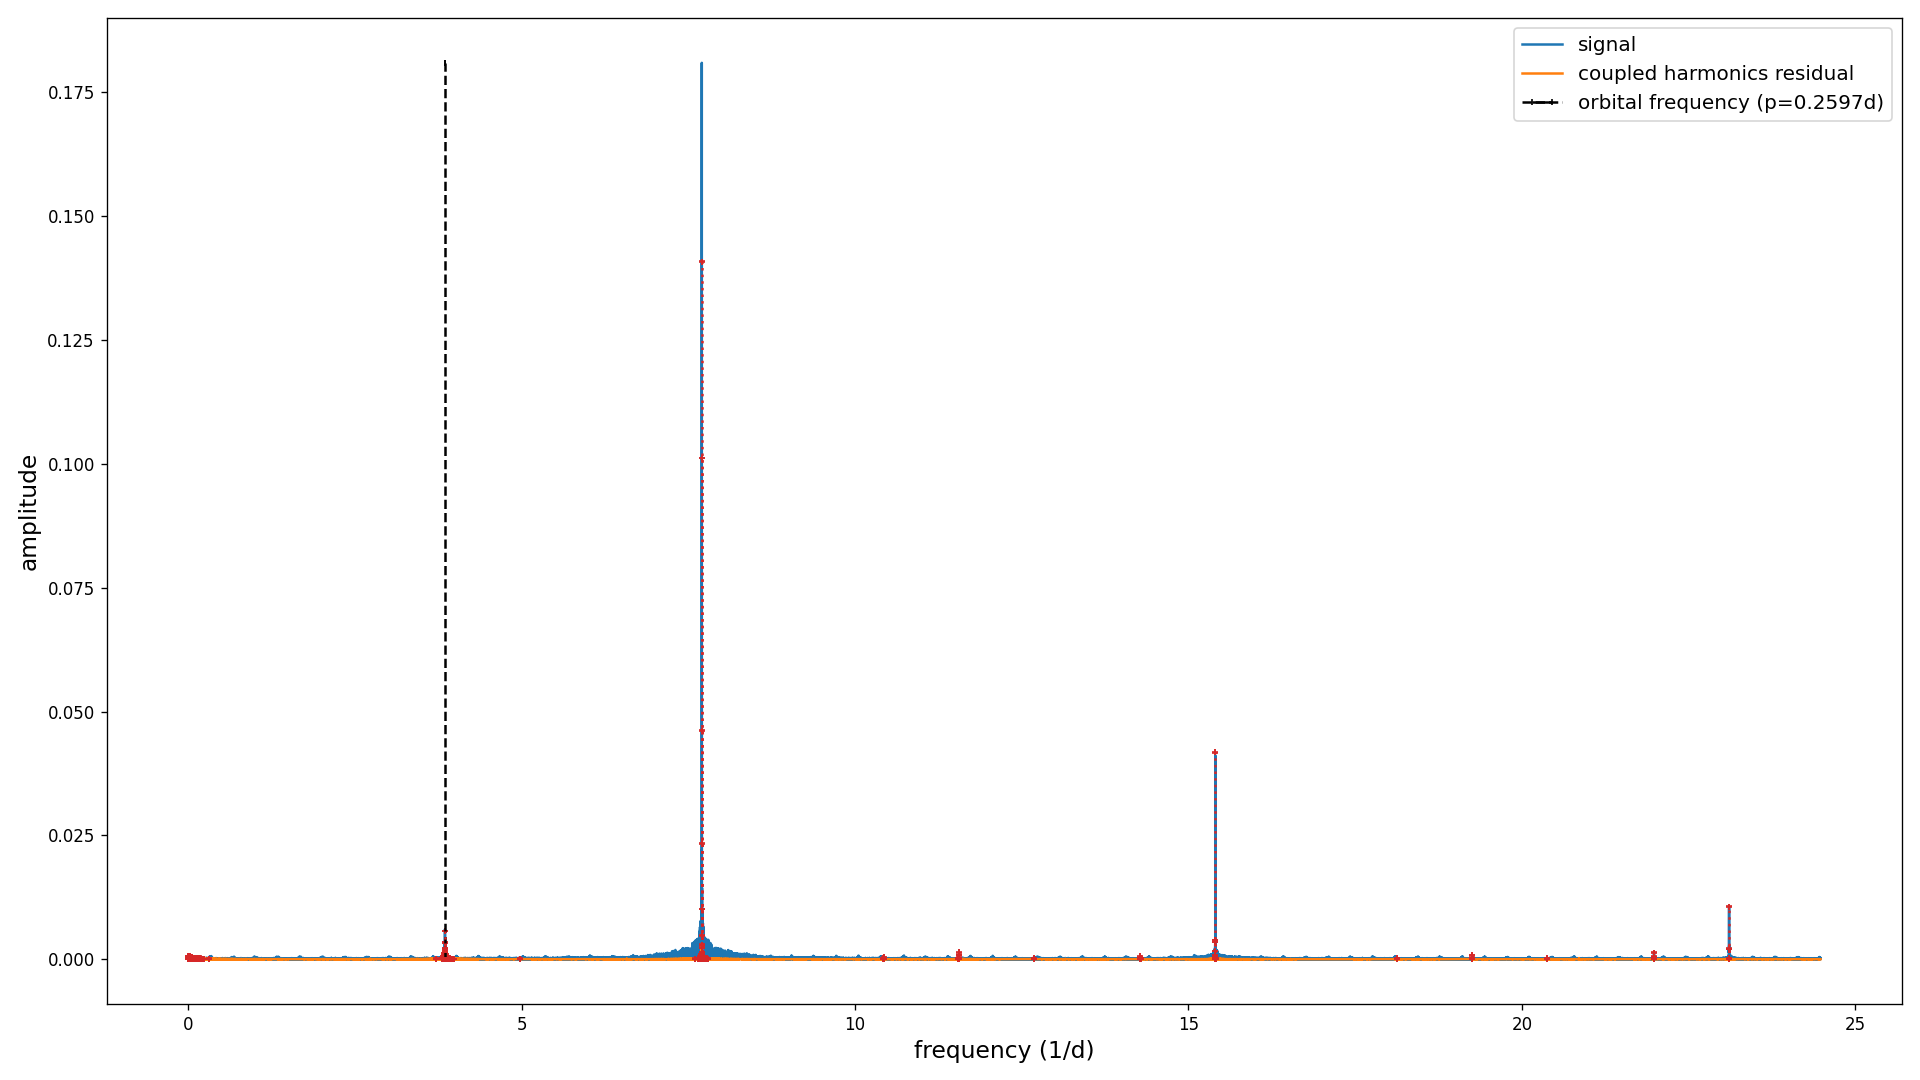 signal
coupled harmonics residual
orbital frequency (p=0.2597d)
amplitude
0.175
0.150
0.125
0.100
0.075
0.050
0.025
0.000
0 5 10 15 20 25
frequency (1/d)